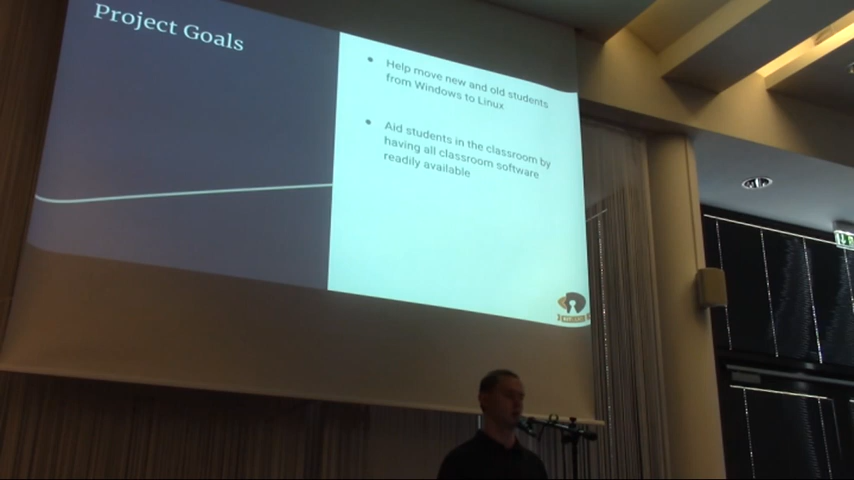 Project Goals
Help move new and old students
from Windows to Linux
Aid students in the classroom by
having all classroom software
readily available